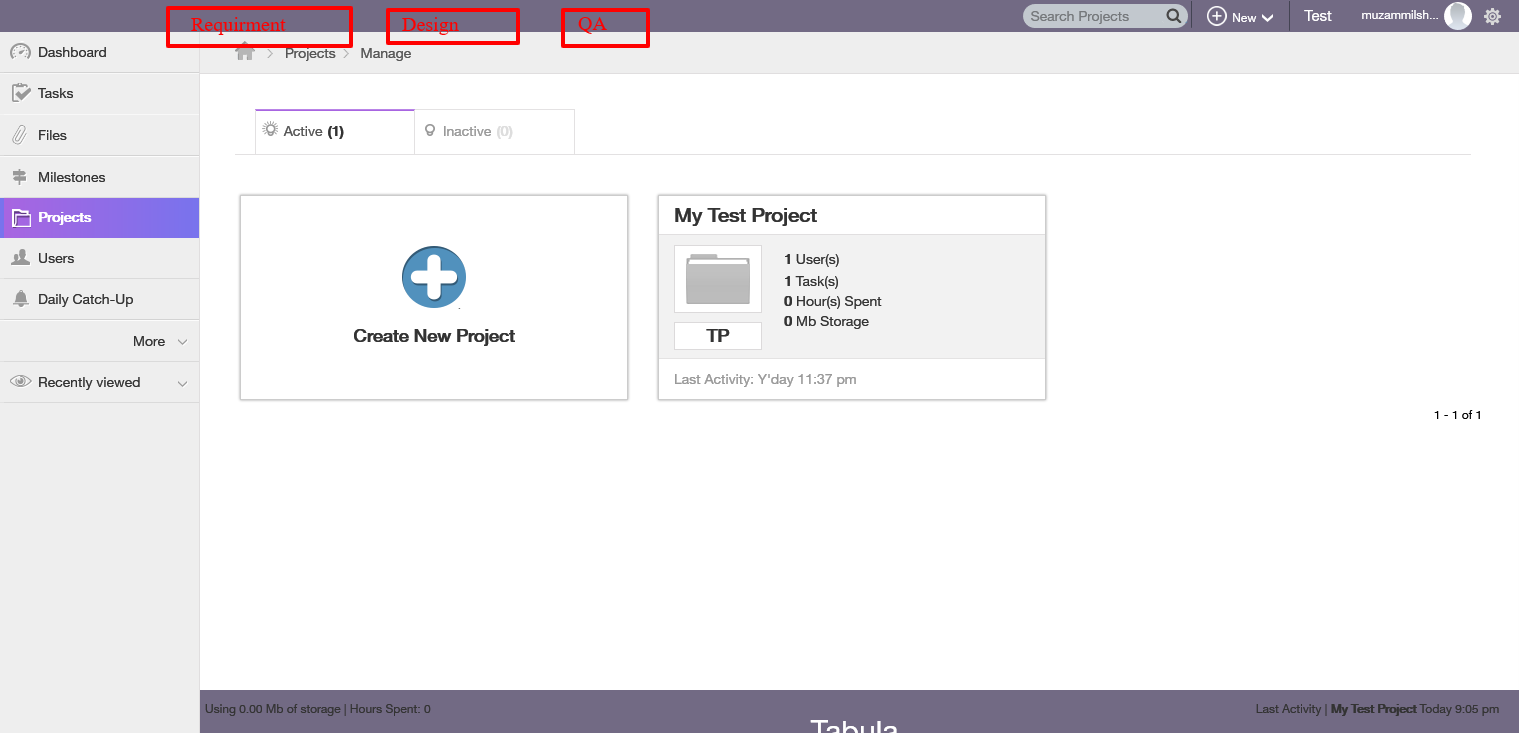 Requirment Design QA Search Projects New Test muzammilsh...
Dashboard
Projects Manage
Tasks
Files
Milestones
Projects
Users
Daily Catch-Up
More
Recently viewed
Active (1) Inactive (0)
Create New Project
My Test Project
1 User(s)
1 Task(s)
0 Hour(s) Spent
0 Mb Storage
TP
Last Activity: Y'day 11:37 pm
1 - 1 of 1
Using 0.00 Mb of storage | Hours Spent: 0
Last Activity | My Test Project Today 9:05 pm
Tabula